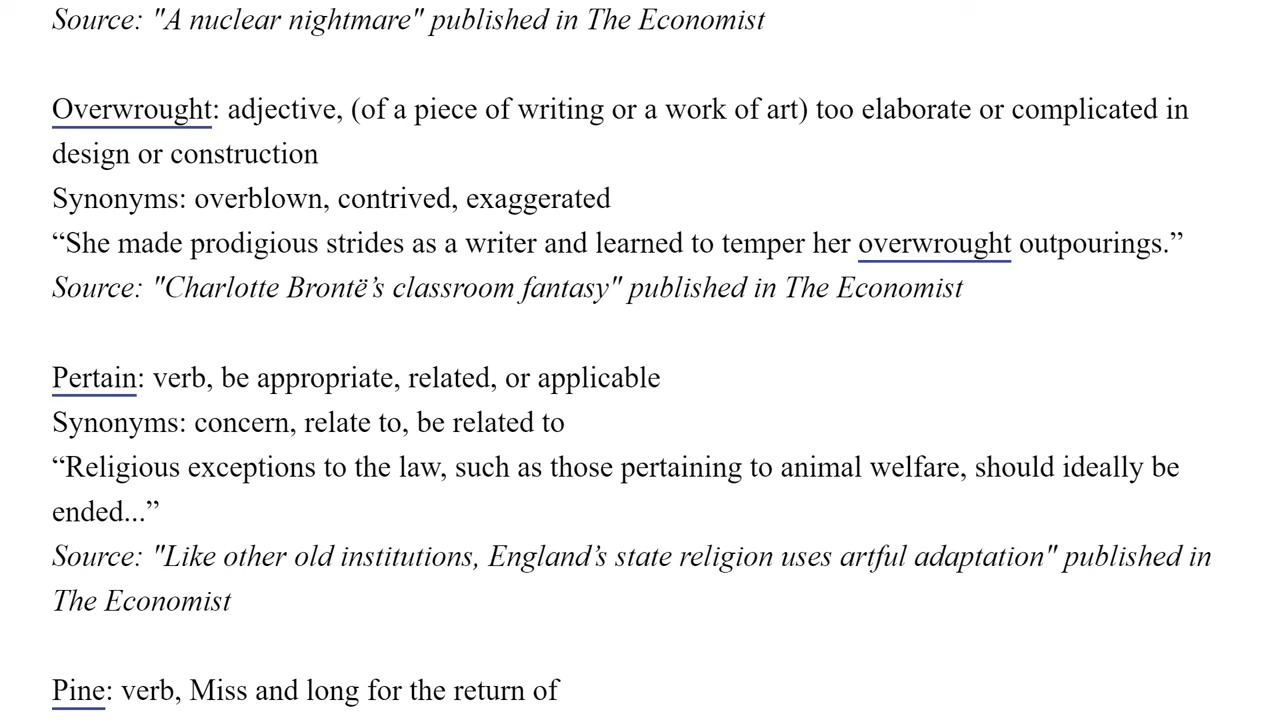 Source: "A nuclear nightmare" published in The Economist
Overwrought: adjective, (of a piece of writing or a work of art) too elaborate or complicated in
design or construction
Synonyms: overblown, contrived, exaggerated
“She made prodigious strides as a writer and learned to temper her overwrought outpourings.”
Source: "Charlotte Brontë’s classroom fantasy" published in The Economist
Pertain: verb, be appropriate, related, or applicable
Synonyms: concern, relate to, be related to
“Religious exceptions to the law, such as those pertaining to animal welfare, should ideally be
ended...”
Source: "Like other old institutions, England’s state religion uses artful adaptation" published in
The Economist
Pine: verb, Miss and long for the return of